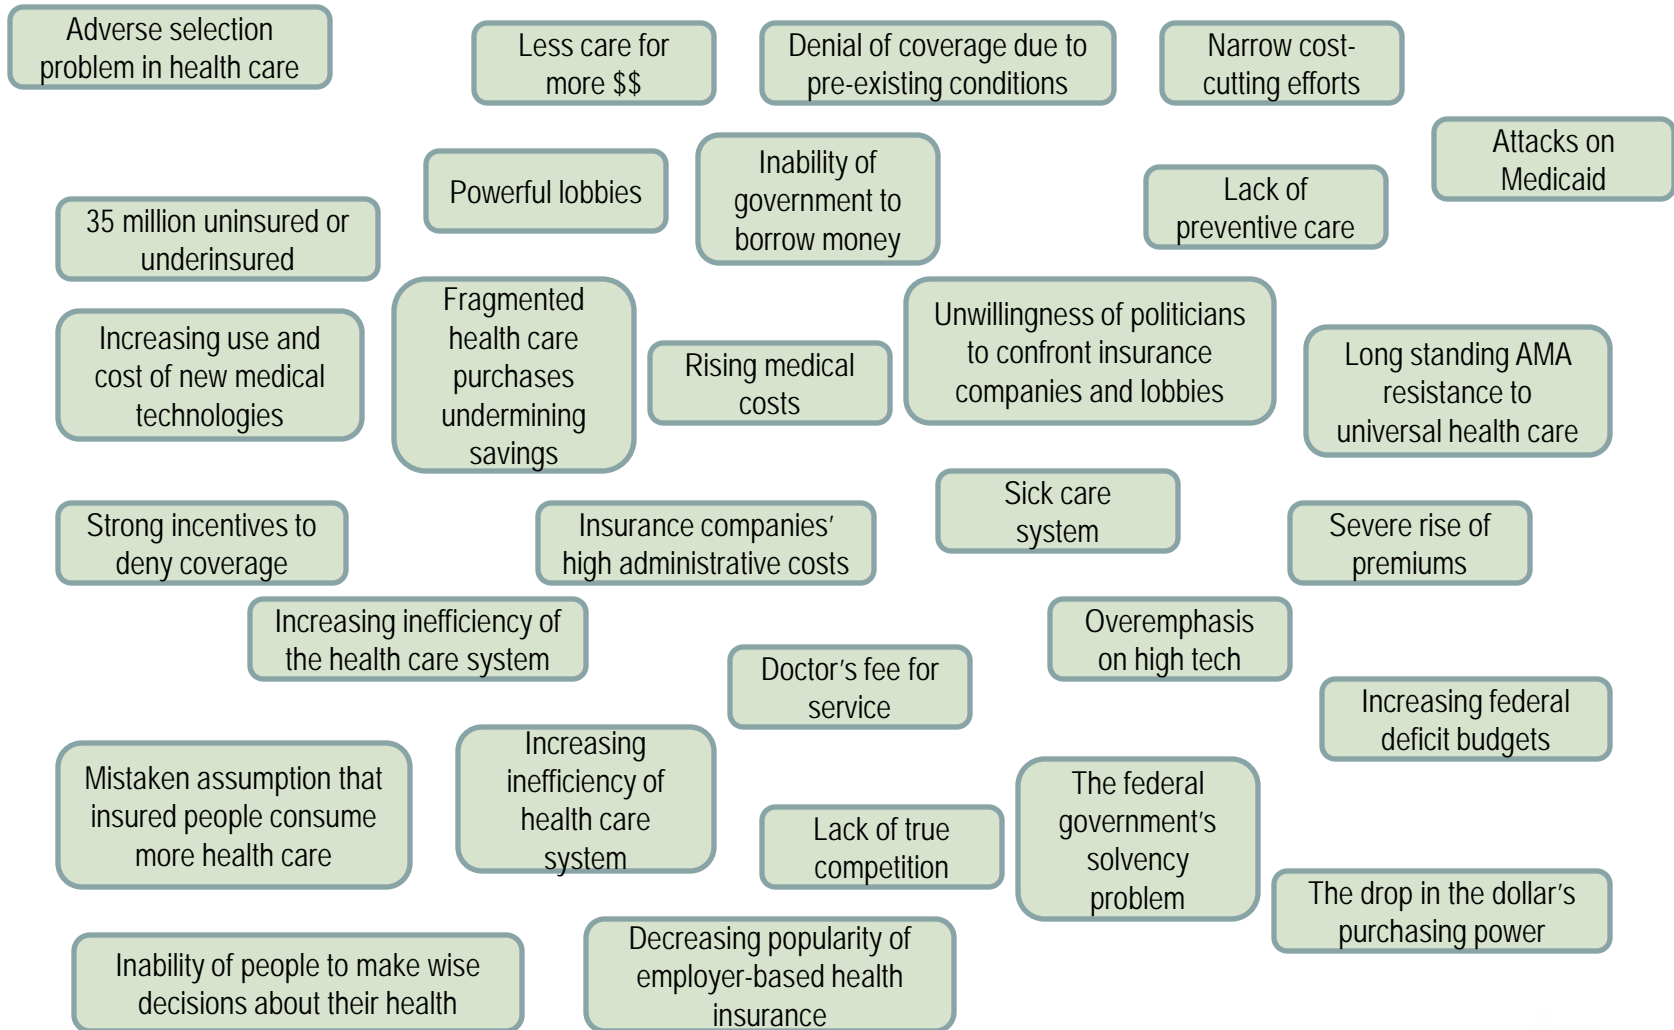 Adverse selection
problem in health care
Less care for
more $$
Denial of coverage due to
pre-existing conditions
Narrow cost-
cutting efforts
Attacks on
Medicaid
Powerful lobbies
Inability of
government to
borrow money
Lack of
preventive care
35 million uninsured or
underinsured
Increasing use and
cost of new medical
technologies
Fragmented
health care
purchases
undermining
savings
Rising medical
costs
Unwillingness of politicians
to confront insurance
companies and lobbies
Long standing AMA
resistance to
universal health care
Sick care
system
Strong incentives to
deny coverage
Insurance companies’
high administrative costs
Severe rise of
premiums
Increasing inefficiency of
the health care system
Overemphasis
on high tech
Doctor’s fee for
service
Increasing federal
deficit budgets
Mistaken assumption that
insured people consume
more health care
Increasing
inefficiency of
health care
system
Lack of true
competition
The federal
government’s
solvency
problem
The drop in the dollar’s
purchasing power
Inability of people to make wise
decisions about their health
Decreasing popularity of
employer-based health
insurance